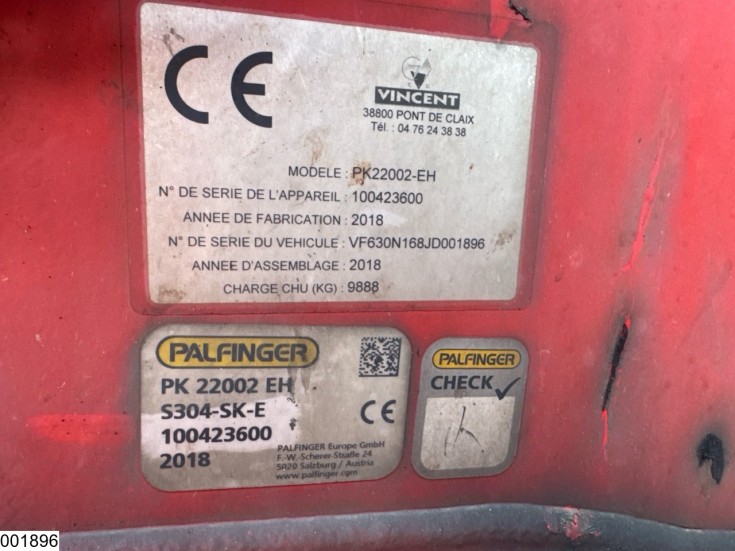 CE
VINCENT
38800 PONT DE CLAIX
Tél. : 04 76 24 38 38
MODELE : PK22002-EH
N° DE SERIE DE L'APPAREIL : 100423600
ANNEE DE FABRICATION : 2018
N° DE SERIE DU VEHICULE : VF630N168JD001896
ANNEE D'ASSEMBLAGE : 2018
CHARGE CHU (KG) : 9888
PALFINGER
PK 22002 EH
S304-SK-E
100423600
2018
CE
PALFINGER Europe GmbH
F.-W.-Scherer-Straße 24
5020 Salzburg / Austria
www.palfinger.com
PALFINGER
CHECK
001896